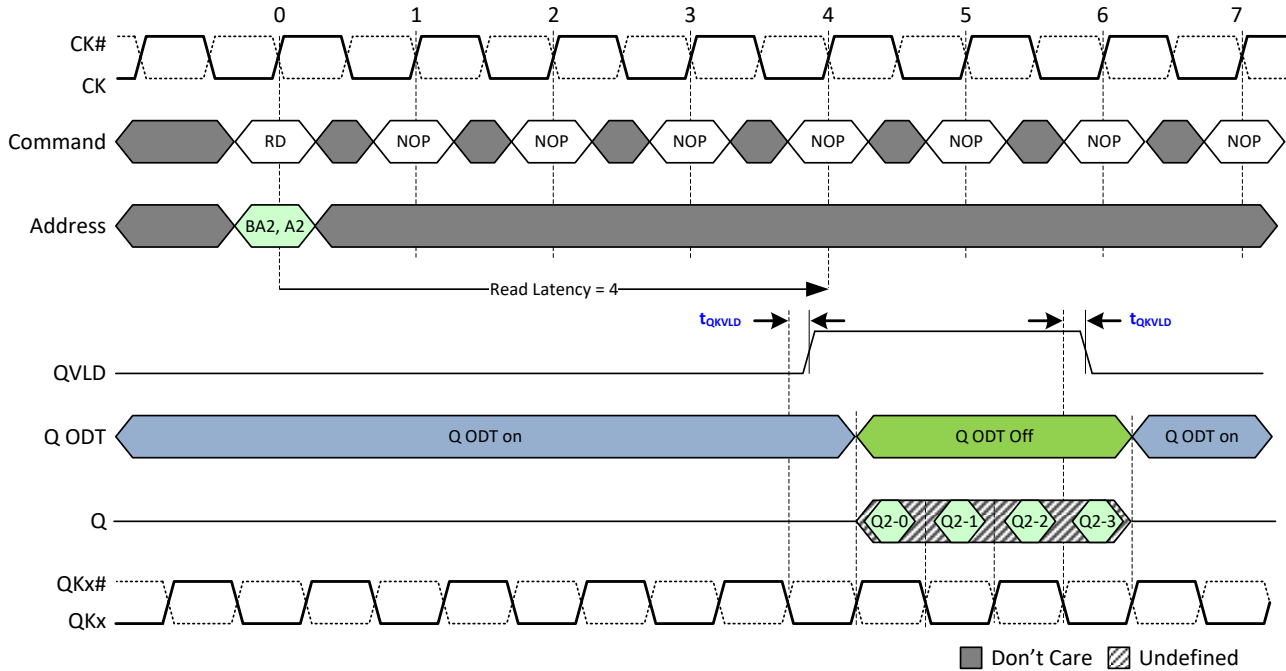 0 1 2 3 4 5 6 7
CK#
CK
Command RD NOP NOP NOP NOP NOP NOP NOP
Address BA2, A2
Read Latency = 4
tQKVLD tQKVLD
QVLD
Q ODT Q ODT on Q ODT Off Q ODT on
Q Q2-0 Q2-1 Q2-2 Q2-3
QKx#
QKx
Don't Care Undefined